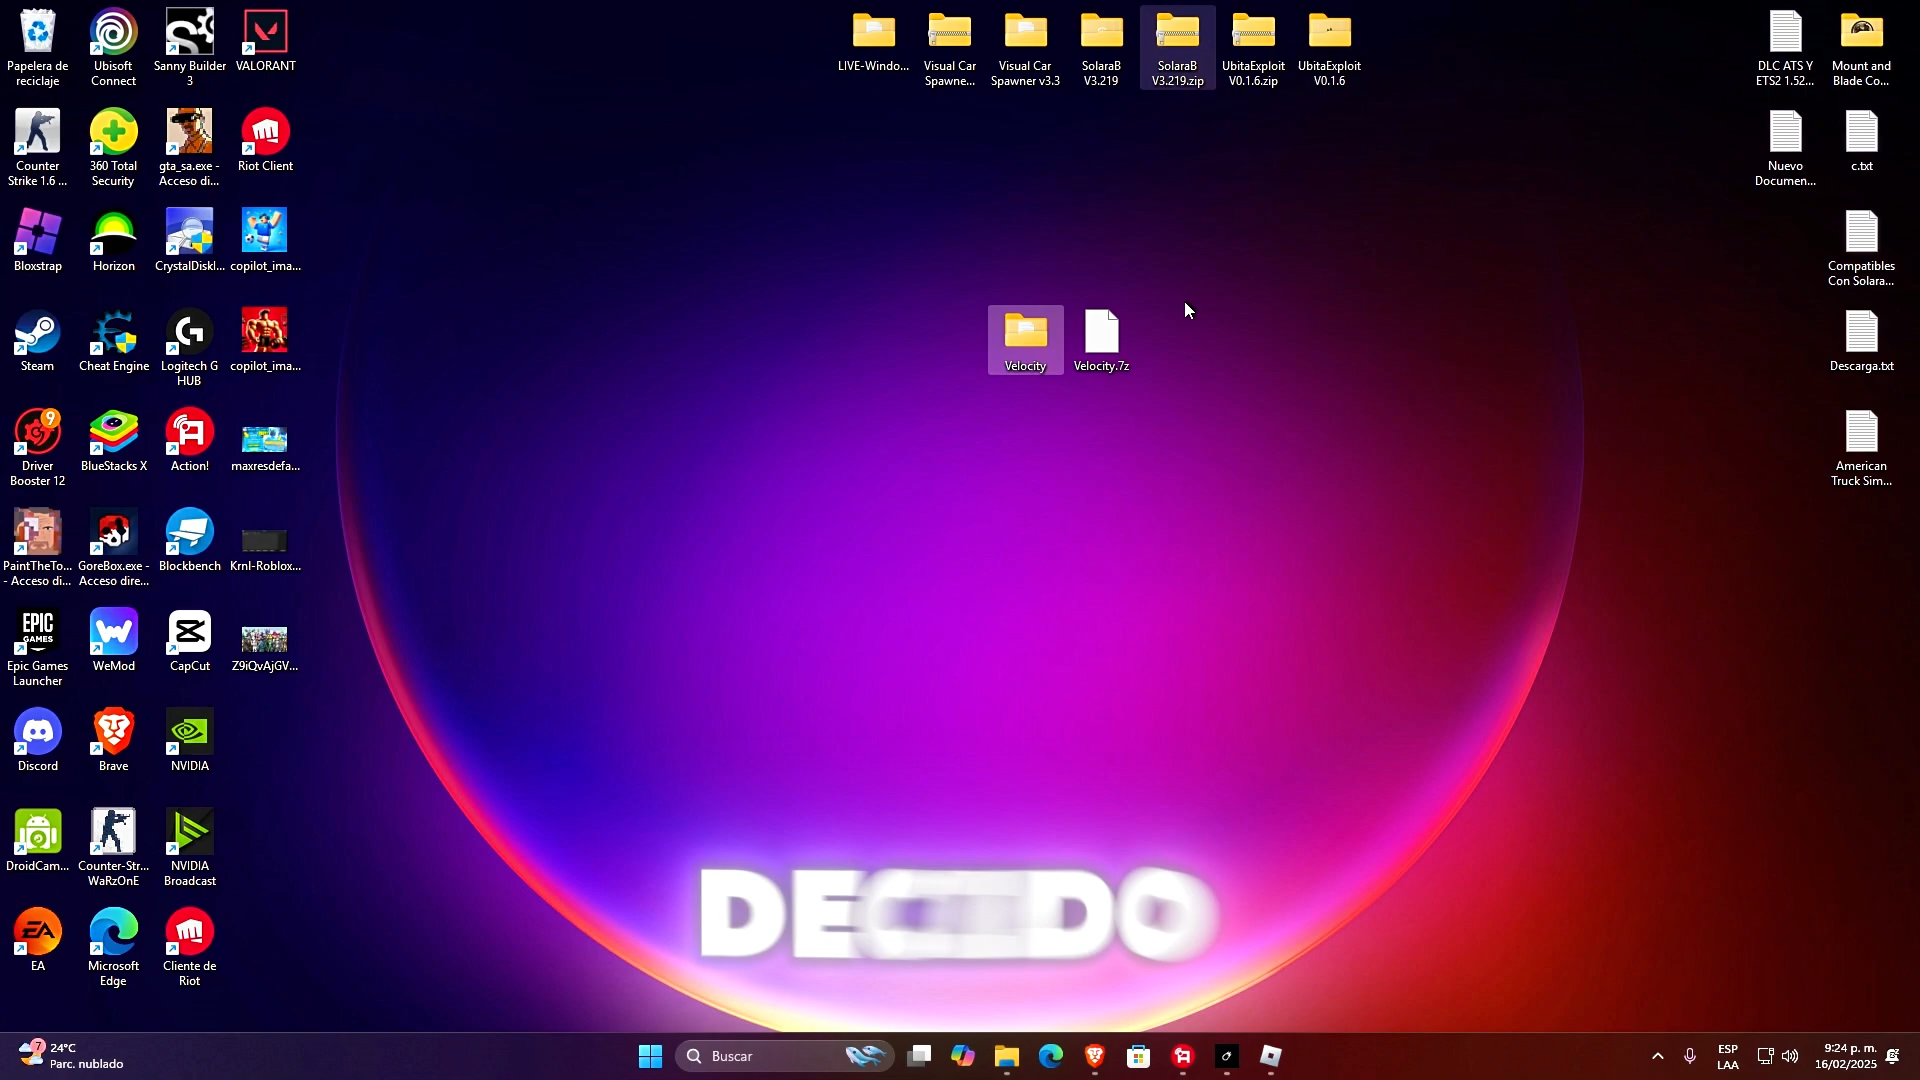 Papelera de
reciclaje
Ubisoft
Connect
Sanny Builder
3
VALORANT
LIVE-Windo...
Visual Car
Spawne...
Visual Car
Spawner v3.3
SolaraB
V3.219
SolaraB
V3.219.zip
UbitaExploit
V0.1.6.zip
UbitaExploit
V0.1.6
DLC ATS Y
ETS2 1.52...
Mount and
Blade Co...
Counter
Strike 1.6 ...
360 Total
Security
gta_sa.exe -
Acceso di...
Riot Client
Nuevo
Documen...
c.txt
Bloxstrap
Horizon
CrystalDiskI...
copilot_ima...
Compatibles
Con Solara...
Steam
Cheat Engine
Logitech G
HUB
copilot_ima...
Velocity
Velocity.7z
Descarga.txt
9
Driver
Booster 12
BlueStacks X
Action!
maxresdefa...
American
Truck Sim...
PaintTheTo...
- Acceso di...
GoreBox.exe -
Acceso dire...
Blockbench
Krnl-Roblox...
EPIC
GAMES
Epic Games
Launcher
WeMod
CapCut
Z9iQvAjGV...
Discord
Brave
NVIDIA
DroidCam...
Counter-Str...
WaRzOnE
NVIDIA
Broadcast
EA
EA
Microsoft
Edge
Cliente de
Riot
7
24°C
Parc. nublado
Buscar
ESP
LAA
9:24 p. m.
16/02/2025